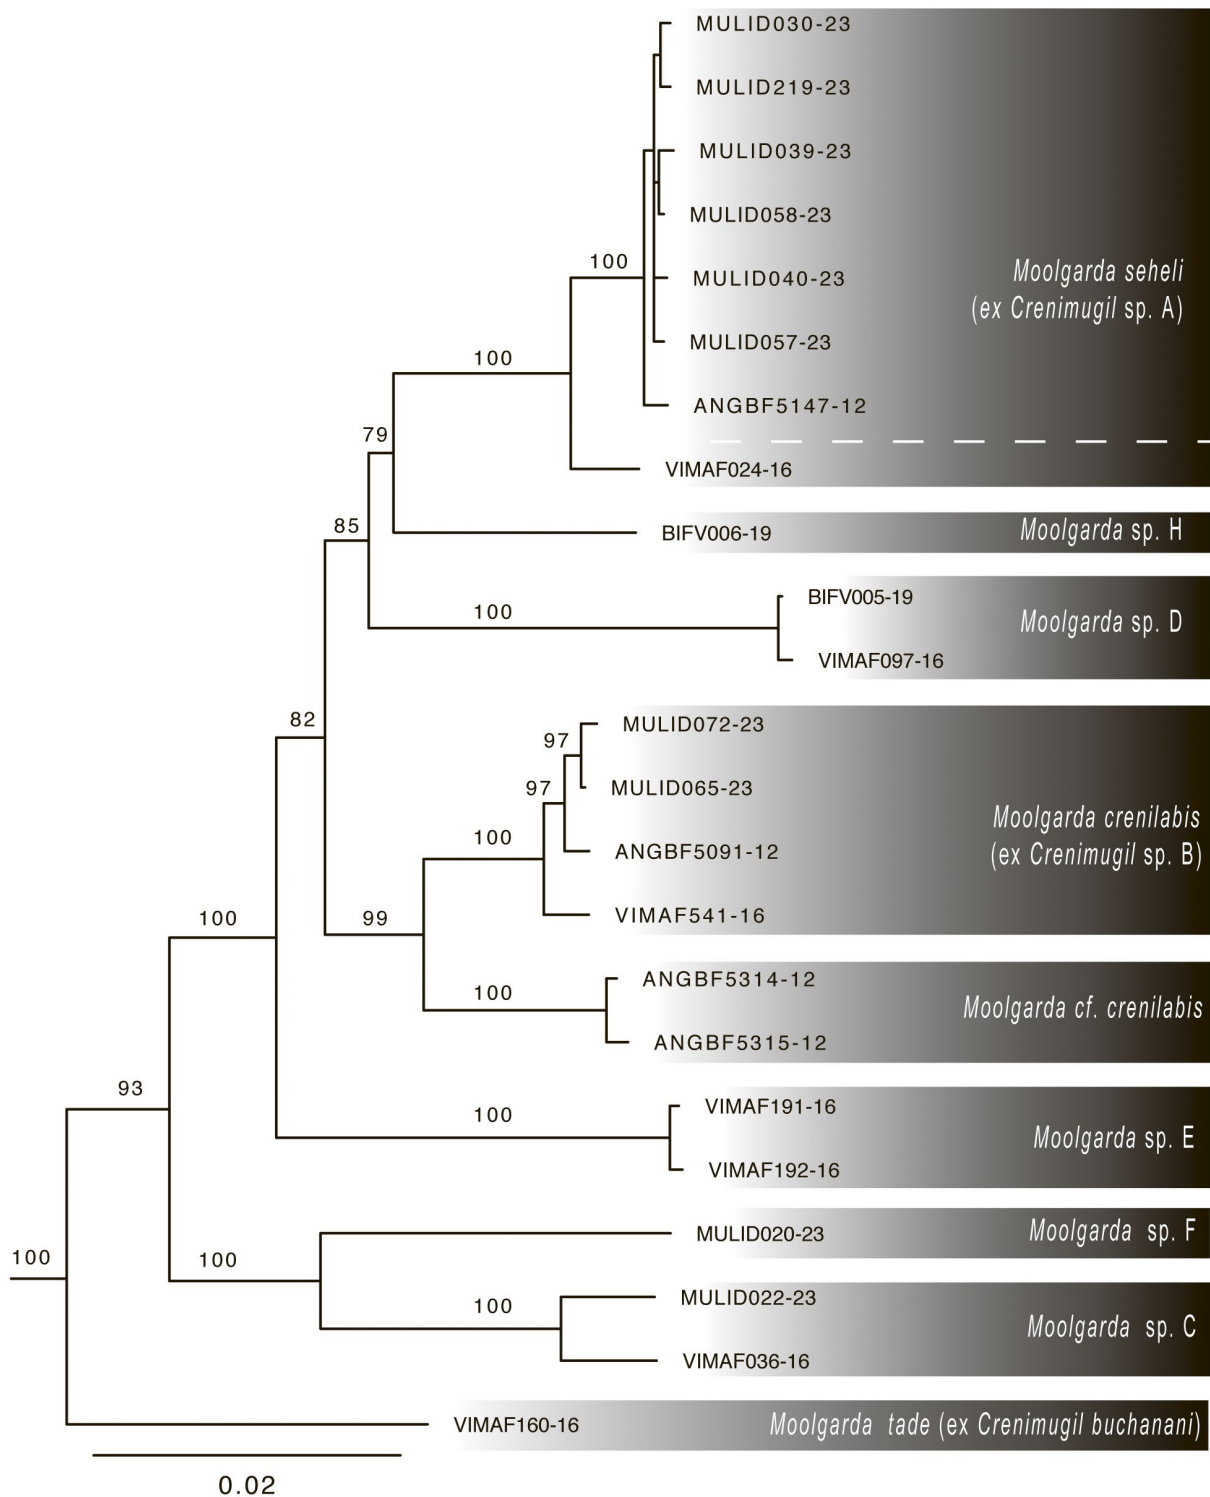 MULID030-23
MULID219-23
MULID039-23
MULID058-23
100
MULID040-23
Moolgarda seheli
(ex Crenimugil sp. A)
MULID057-23
100
ANGBF5147-12
79
VIMAF024-16
85
BIFV006-19
Moolgarda sp. H
BIFV005-19
100
Moolgarda sp. D
VIMAF097-16
82
MULID072-23
97
MULID065-23
97
Moolgarda crenilabis
(ex Crenimugil sp. B)
100
ANGBF5091-12
VIMAF541-16
100
99
ANGBF5314-12
100
Moolgarda cf. crenilabis
ANGBF5315-12
93
VIMAF191-16
100
Moolgarda sp. E
VIMAF192-16
MULID020-23
Moolgarda sp. F
100
100
MULID022-23
100
Moolgarda sp. C
VIMAF036-16
VIMAF160-16
Moolgarda tade (ex Crenimugil buchanani)
0.02